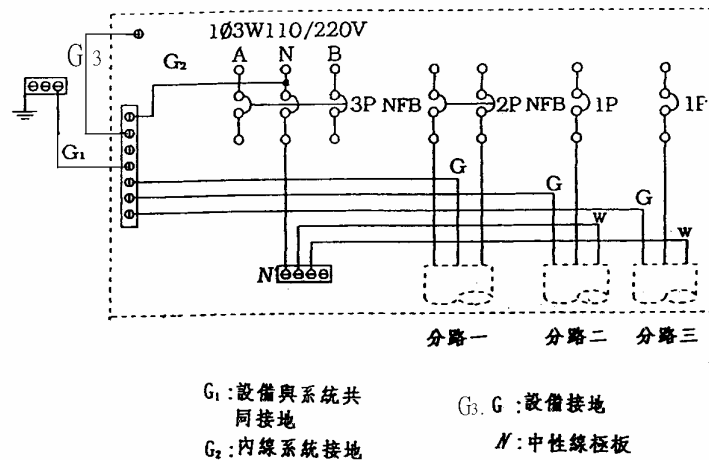 1ϕ3W110/220V
G3
G₂
A N B
3P NFB 2P NFB 1P 1P
G₁
G
G
G
W
W
N
分路一 分路二 分路三
G₁:設備與系統共
同接地
G₂:內線系統接地
G3. G :設備接地
N:中性線極板